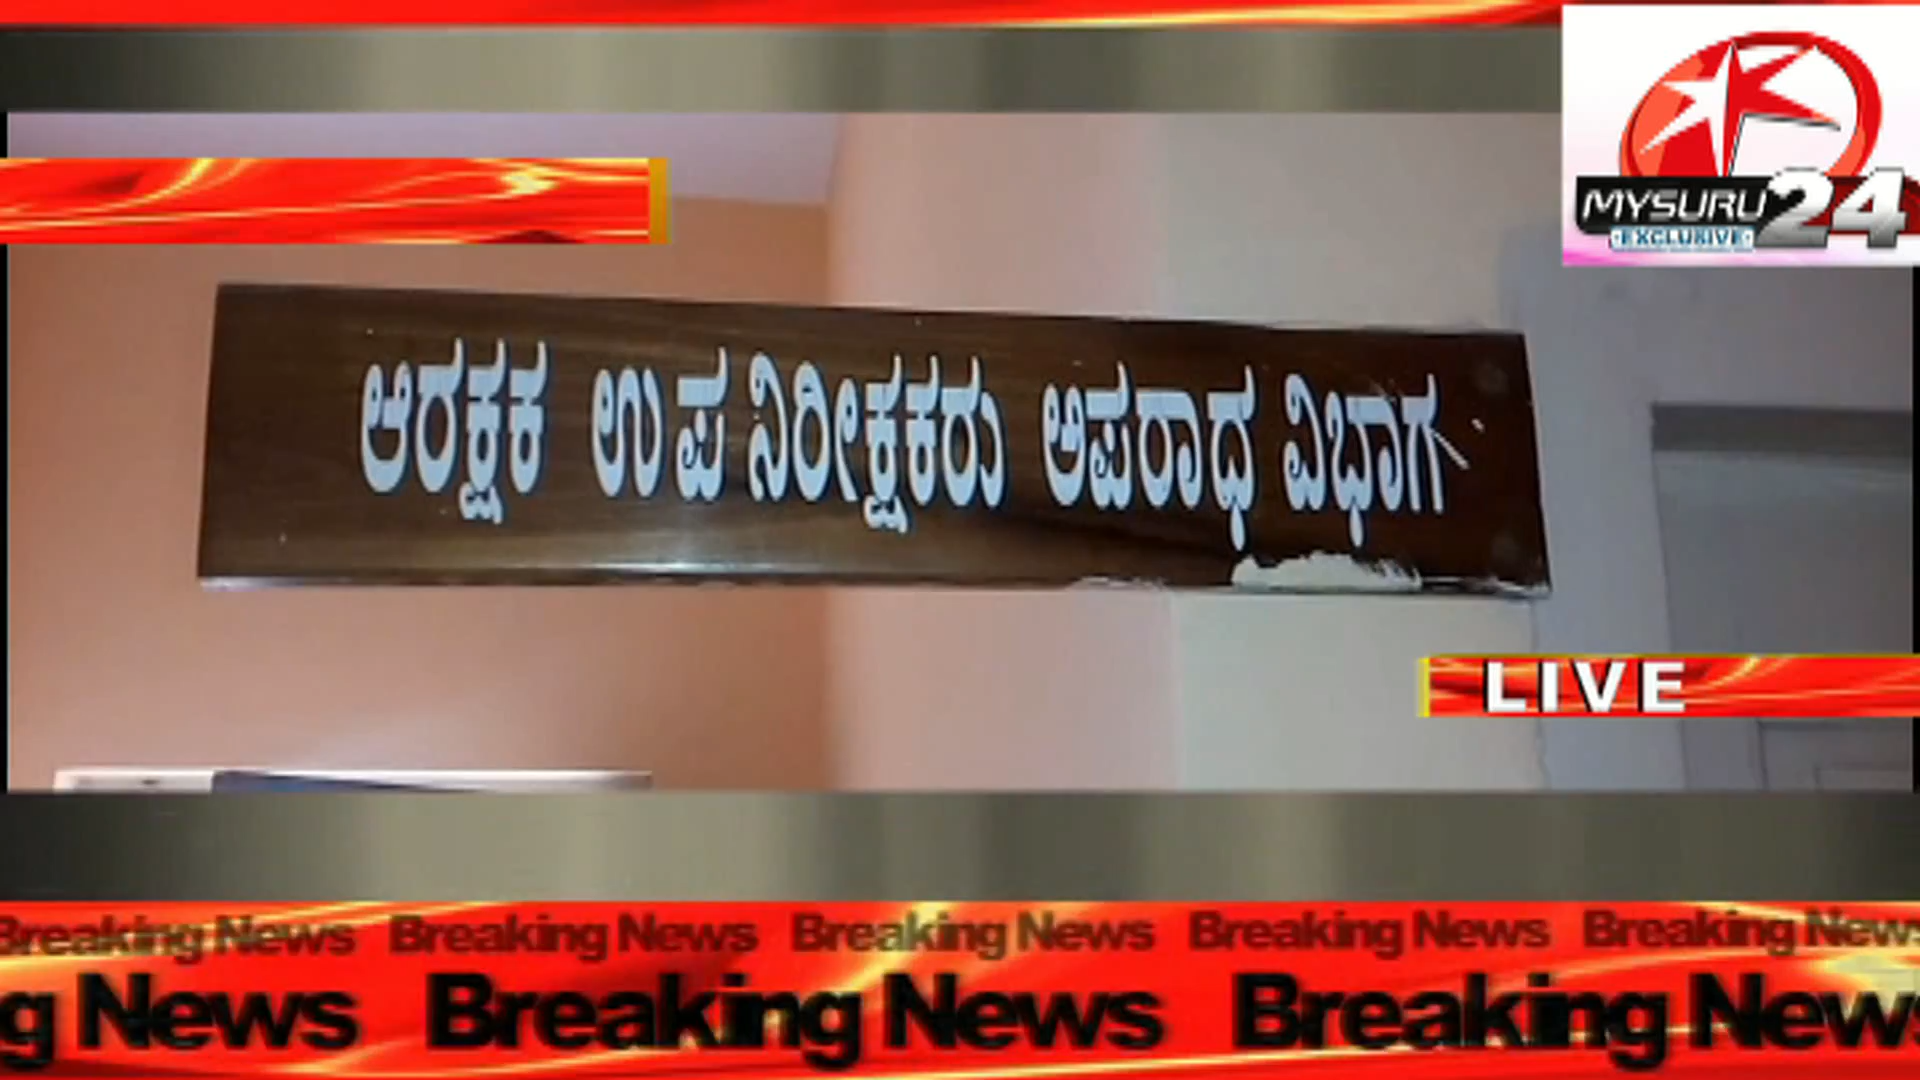 MYSURU 24
EXCLUSIVE
ಆರಕ್ಷಕ ಉಪ ನಿರೀಕ್ಷಕರು ಅಪರಾಧ ವಿಭಾಗ
LIVE
Breaking News Breaking News Breaking News Breaking News Breaking News
g News Breaking News Breaking News